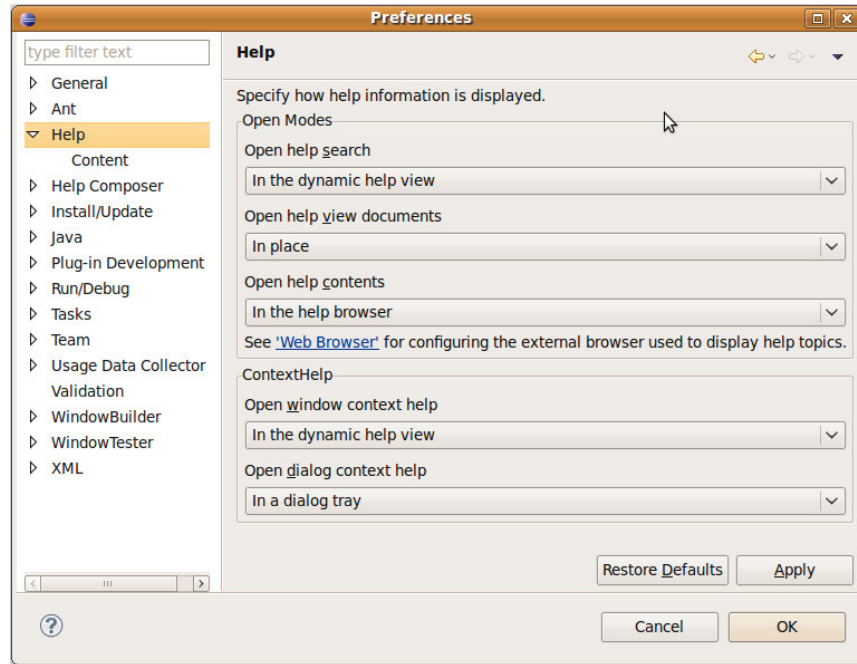 Preferences
type filter text
General
Ant
Help
Content
Help Composer
Install/Update
Java
Plug-in Development
Run/Debug
Tasks
Team
Usage Data Collector
Validation
WindowBuilder
WindowTester
XML
Help
Specify how help information is displayed.
Open Modes
Open help search
In the dynamic help view
Open help view documents
In place
Open help contents
In the help browser
See 'Web Browser' for configuring the external browser used to display help topics.
ContextHelp
Open window context help
In the dynamic help view
Open dialog context help
In a dialog tray
Restore Defaults
Apply
?
Cancel
OK